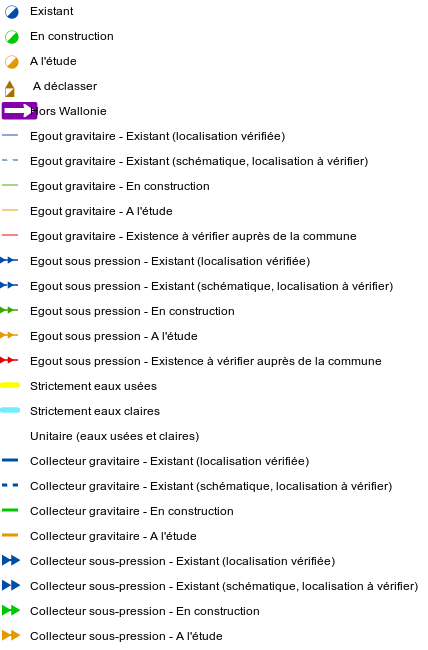 Existant
En construction
A l'étude
A déclasser
Hors Wallonie
Egout gravitaire - Existant (localisation vérifiée)
Egout gravitaire - Existant (schématique, localisation à vérifier)
Egout gravitaire - En construction
Egout gravitaire - A l'étude
Egout gravitaire - Existence à vérifier auprès de la commune
Egout sous pression - Existant (localisation vérifiée)
Egout sous pression - Existant (schématique, localisation à vérifier)
Egout sous pression - En construction
Egout sous pression - A l'étude
Egout sous pression - Existence à vérifier auprès de la commune
Strictement eaux usées
Strictement eaux claires
Unitaire (eaux usées et claires)
Collecteur gravitaire - Existant (localisation vérifiée)
Collecteur gravitaire - Existant (schématique, localisation à vérifier)
Collecteur gravitaire - En construction
Collecteur gravitaire - A l'étude
Collecteur sous-pression - Existant (localisation vérifiée)
Collecteur sous-pression - Existant (schématique, localisation à vérifier)
Collecteur sous-pression - En construction
Collecteur sous-pression - A l'étude